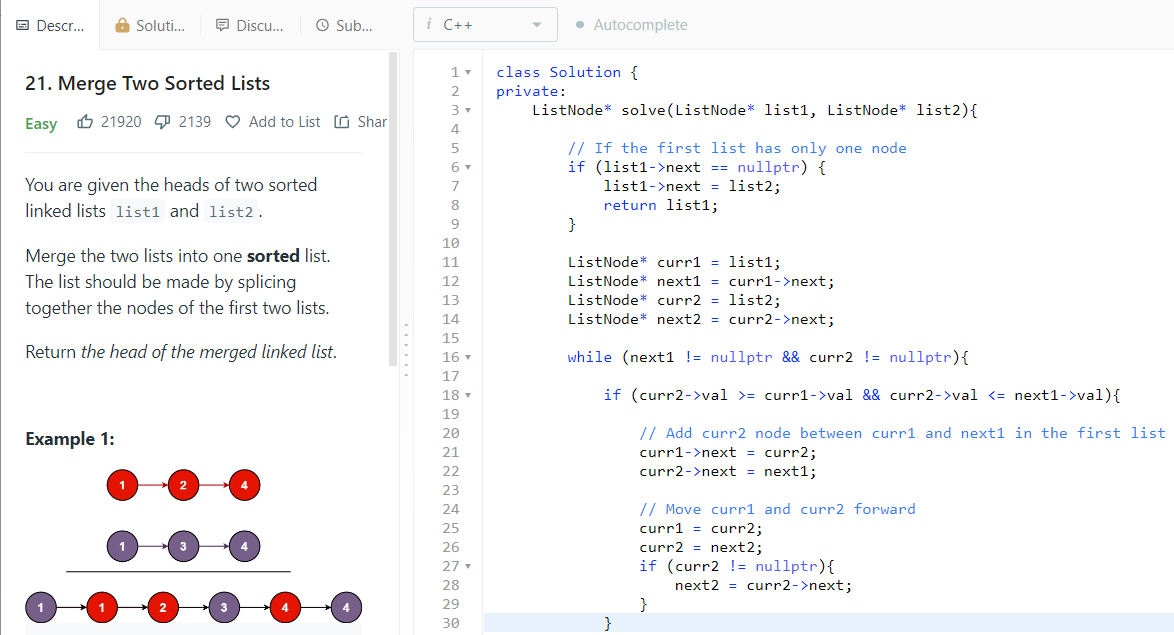 Descr...
Soluti...
Discu...
Sub...
i C++
Autocomplete
21. Merge Two Sorted Lists
Easy 21920 2139 Add to List Shar
You are given the heads of two sorted
linked lists list1 and list2 .
Merge the two lists into one sorted list.
The list should be made by splicing
together the nodes of the first two lists.
Return the head of the merged linked list.
Example 1:
1 2 4
1 3 4
1 1 2 3 4 4
1 class Solution {
2 private:
3 ListNode* solve(ListNode* list1, ListNode* list2){
4
5 // If the first list has only one node
6 if (list1->next == nullptr) {
7 list1->next = list2;
8 return list1;
9 }
10
11 ListNode* curr1 = list1;
12 ListNode* next1 = curr1->next;
13 ListNode* curr2 = list2;
14 ListNode* next2 = curr2->next;
15
16 while (next1 != nullptr && curr2 != nullptr){
17
18 if (curr2->val >= curr1->val && curr2->val <= next1->val){
19
20 // Add curr2 node between curr1 and next1 in the first list
21 curr1->next = curr2;
22 curr2->next = next1;
23
24 // Move curr1 and curr2 forward
25 curr1 = curr2;
26 curr2 = next2;
27 if (curr2 != nullptr){
28 next2 = curr2->next;
29 }
30 }